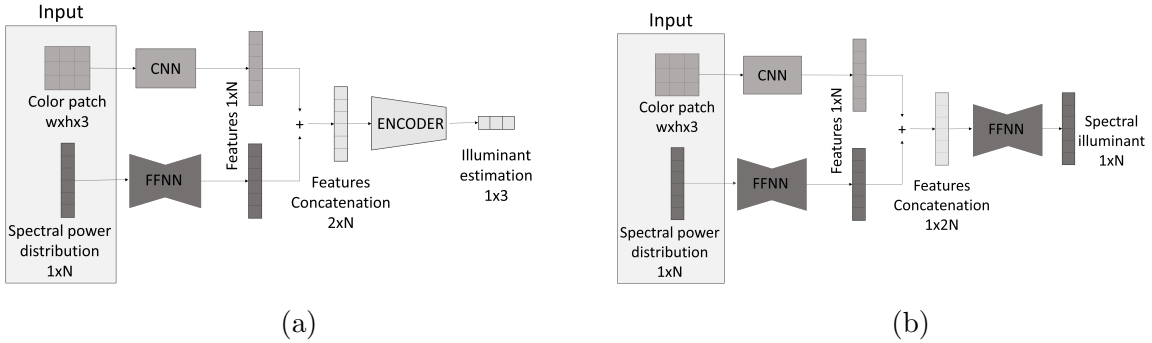 Input
CNN
Color patch
wxhx3
Features 1xN
+
ENCODER
Illuminant
estimation
1x3
FFNN
Features
Concatenation
2xN
Spectral power
distribution
1xN
(a)
Input
CNN
Color patch
wxhx3
Features 1xN
+
FFNN
Spectral
illuminant
1xN
FFNN
Features
Concatenation
1x2N
Spectral power
distribution
1xN
(b)